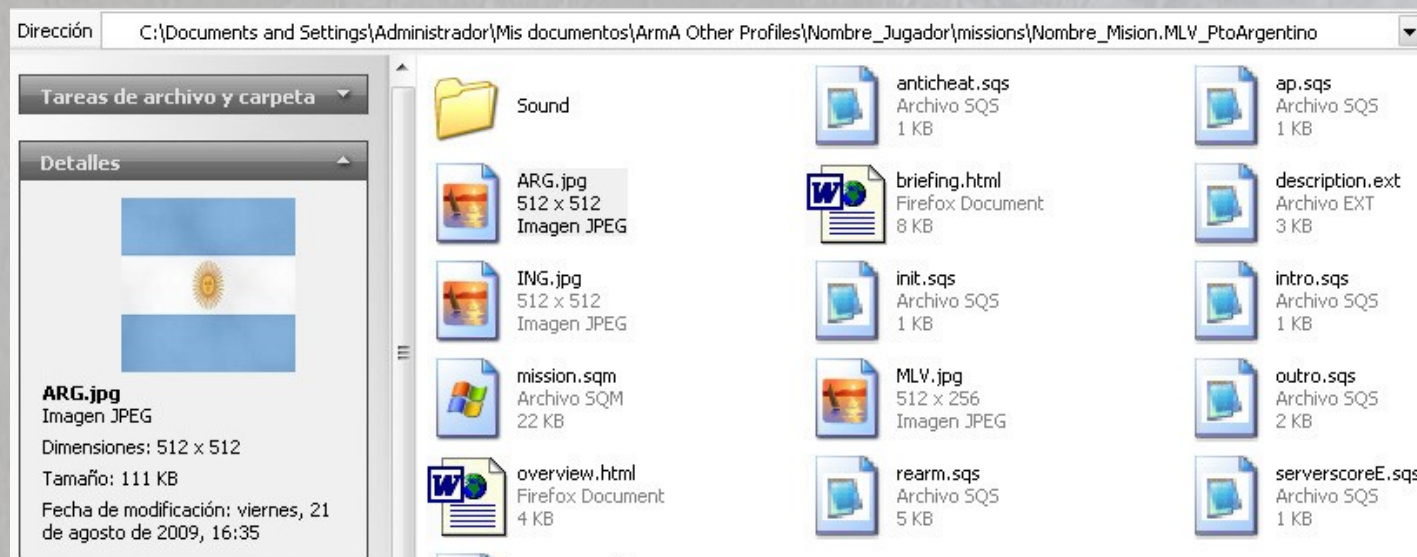 Dirección
C:\Documents and Settings\Administrador\Mis documentos\ArmA Other Profiles\Nombre_Jugador\missions\Nombre_Mision.MLV_PtoArgentino
Tareas de archivo y carpeta
Detalles
ARG.jpg
Imagen JPEG
Dimensiones: 512 x 512
Tamaño: 111 KB
Fecha de modificación: viernes, 21
de agosto de 2009, 16:35
Sound
anticheat.sqs
Archivo SQS
1 KB
ap.sqs
Archivo SQS
1 KB
ARG.jpg
512 x 512
Imagen JPEG
briefing.html
Firefox Document
8 KB
description.ext
Archivo EXT
3 KB
ING.jpg
512 x 512
Imagen JPEG
init.sqs
Archivo SQS
1 KB
intro.sqs
Archivo SQS
1 KB
mission.sqm
Archivo SQM
22 KB
MLV.jpg
512 x 256
Imagen JPEG
outro.sqs
Archivo SQS
2 KB
overview.html
Firefox Document
4 KB
rearm.sqs
Archivo SQS
5 KB
serverscoreE.sqs
Archivo SQS
1 KB